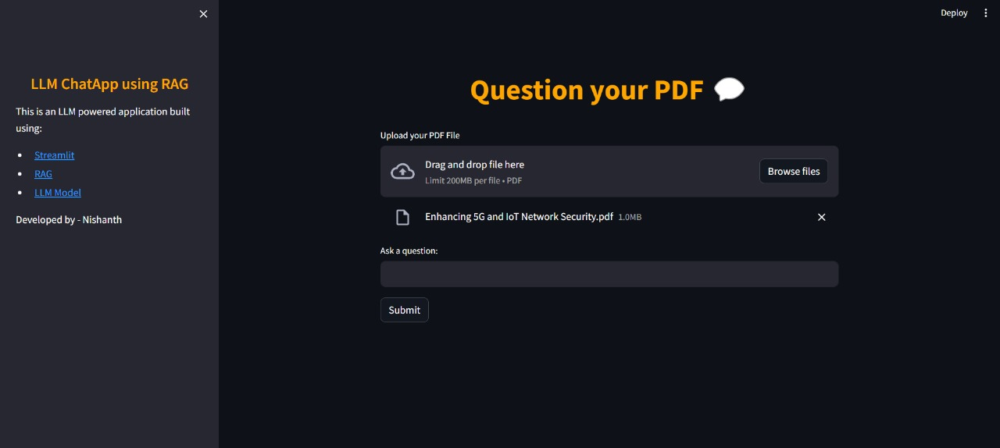 Deploy
LLM ChatApp using RAG
This is an LLM powered application built
using:
Streamlit
RAG
LLM Model
Developed by - Nishanth
Question your PDF
Upload your PDF File
Drag and drop file here
Limit 200MB per file • PDF
Browse files
Enhancing 5G and IoT Network Security.pdf 1.0MB
Ask a question:
Submit